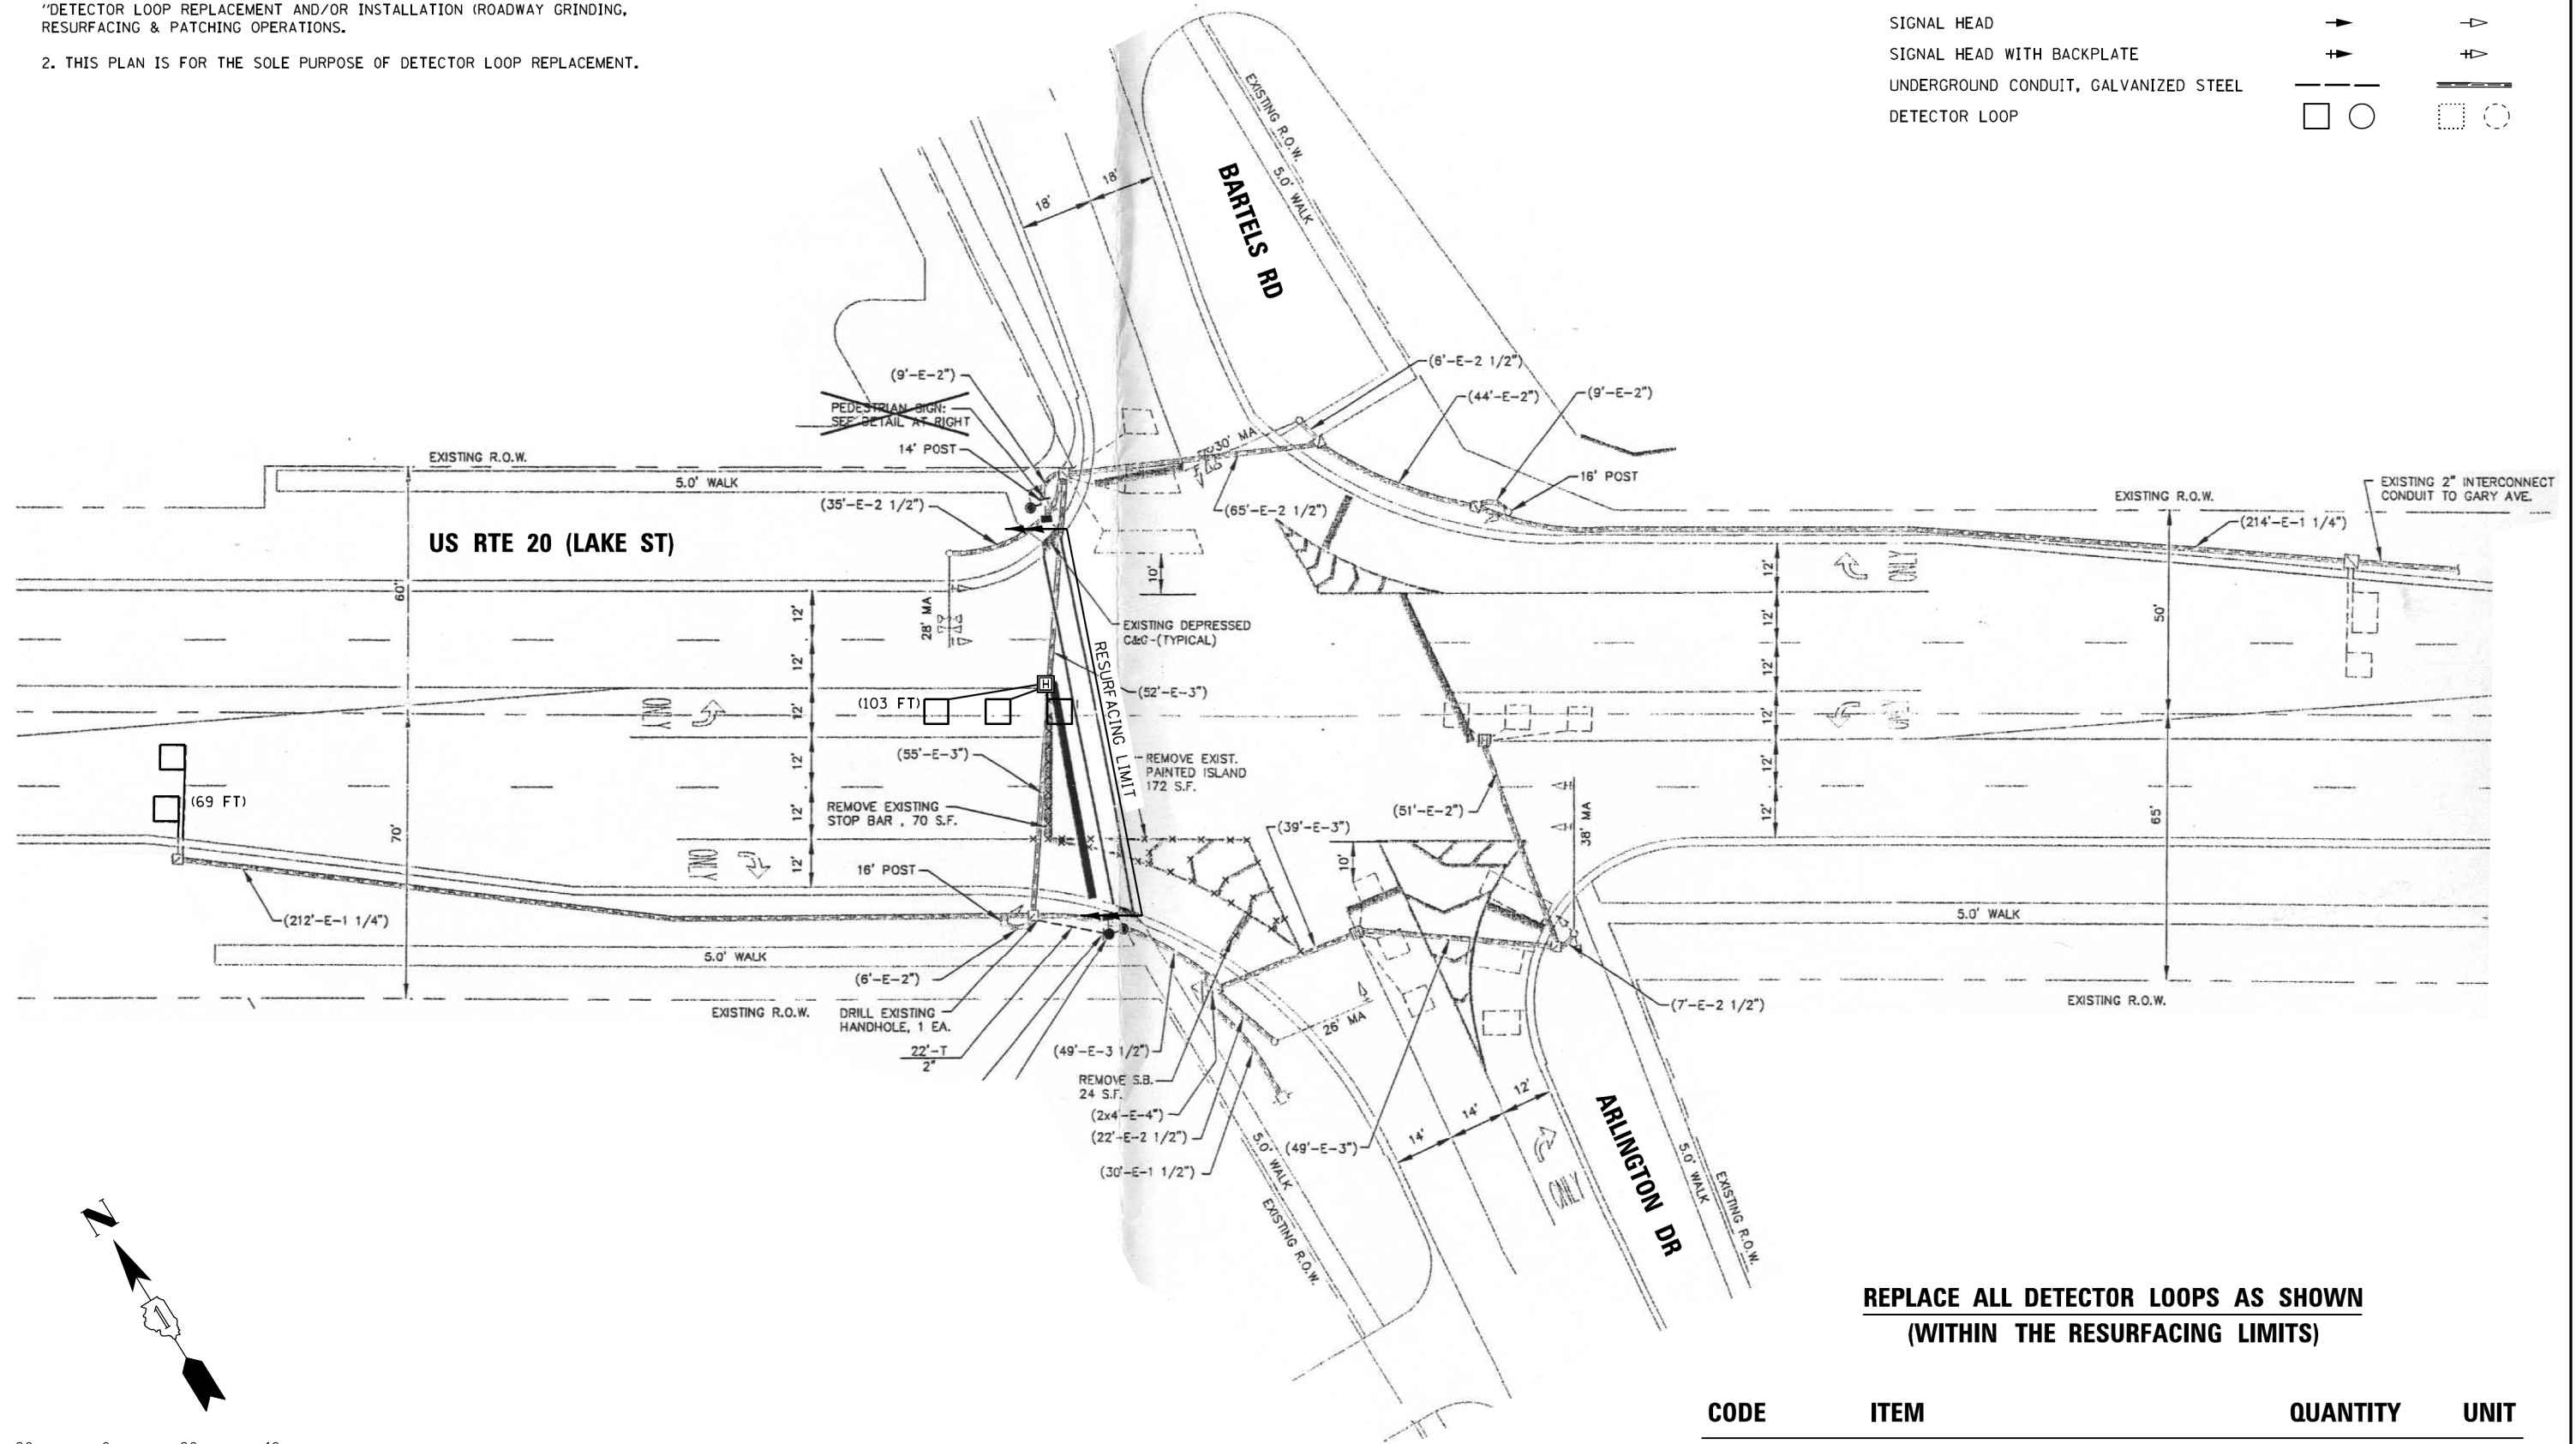 "DETECTOR LOOP REPLACEMENT AND/OR INSTALLATION (ROADWAY GRINDING,
RESURFACING & PATCHING OPERATIONS.
2. THIS PLAN IS FOR THE SOLE PURPOSE OF DETECTOR LOOP REPLACEMENT.
SIGNAL HEAD
SIGNAL HEAD WITH BACKPLATE
UNDERGROUND CONDUIT, GALVANIZED STEEL
DETECTOR LOOP
EXISTING R.O.W.
5.0' WALK
BARTELS RD
18'
18'
(9'-E-2")
PEDESTRIAN SIGN:
SEE DETAIL AT RIGHT
14' POST
(35'-E-2 1/2")
EXISTING R.O.W.
5.0' WALK
US RTE 20 (LAKE ST)
(6'-E-2 1/2")
(44'-E-2")
(9'-E-2")
30' MA
16' POST
(65'-E-2 1/2")
EXISTING R.O.W.
EXISTING 2" INTERCONNECT
CONDUIT TO GARY AVE.
(214'-E-1 1/4")
60'
12'
12'
12'
12'
12'
12'
28' MA
10'
EXISTING DEPRESSED
C&G-(TYPICAL)
RESURFACING LIMIT
(52'-E-3")
H
(103 FT)
ONLY
ONLY
12'
12'
12'
12'
12'
12'
50'
ONLY
(55'-E-3")
REMOVE EXIST.
PAINTED ISLAND
172 S.F.
(69 FT)
REMOVE EXISTING
STOP BAR , 70 S.F.
70'
(51'-E-2")
38' MA
65'
(39'-E-3")
10'
ONLY
16' POST
(212'-E-1 1/4")
5.0' WALK
5.0' WALK
(6'-E-2")
EXISTING R.O.W.
DRILL EXISTING
HANDHOLE, 1 EA.
22'-T
2"
(49'-E-3 1/2")
REMOVE S.B.
24 S.F.
(2x4'-E-4")
(22'-E-2 1/2")
(30'-E-1 1/2")
26' MA
(7'-E-2 1/2")
EXISTING R.O.W.
(49'-E-3")
14'
14'
12'
ONLY
5.0' WALK
EXISTING R.O.W.
ARLINGTON DR
5.0' WALK
EXISTING R.O.W.
N
REPLACE ALL DETECTOR LOOPS AS SHOWN
(WITHIN THE RESURFACING LIMITS)
CODE ITEM QUANTITY UNIT